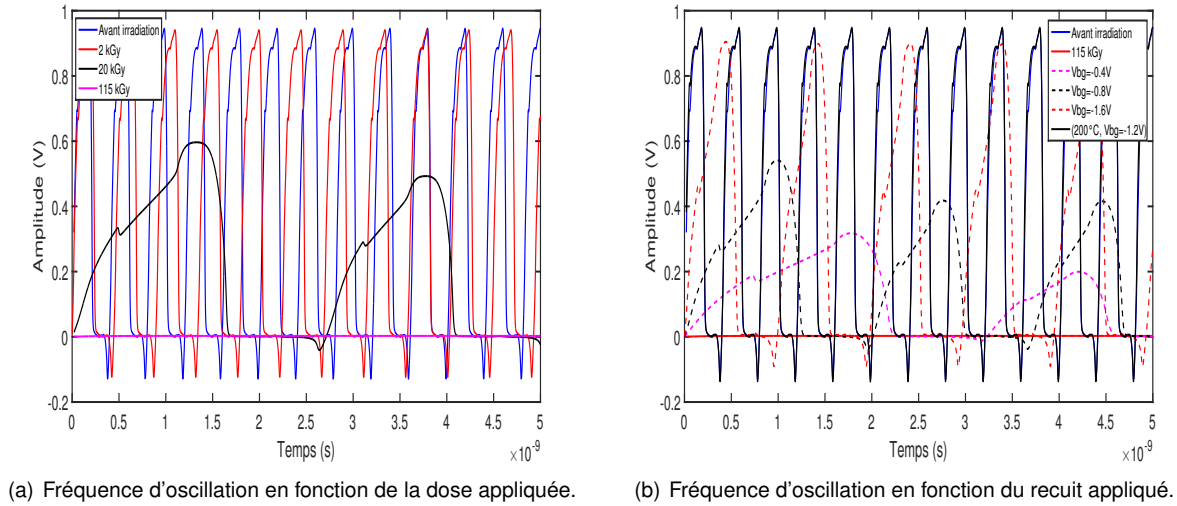 Avant irradiation
2 kGy
20 kGy
115 kGy
1
0.8
0.6
0.4
0.2
0
-0.2
Amplitude (V)
0 0.5 1 1.5 2 2.5 3 3.5 4 4.5 5
Temps (s)
×10⁻⁹
(a) Fréquence d'oscillation en fonction de la dose appliquée.
Avant irradiation
115 kGy
Vbg=-0.4V
Vbg=-0.8V
Vbg=-1.6V
(200°C, Vbg=-1.2V)
1
0.8
0.6
0.4
0.2
0
-0.2
Amplitude (V)
0 0.5 1 1.5 2 2.5 3 3.5 4 4.5 5
Temps (s)
×10⁻⁹
(b) Fréquence d'oscillation en fonction du recuit appliqué.